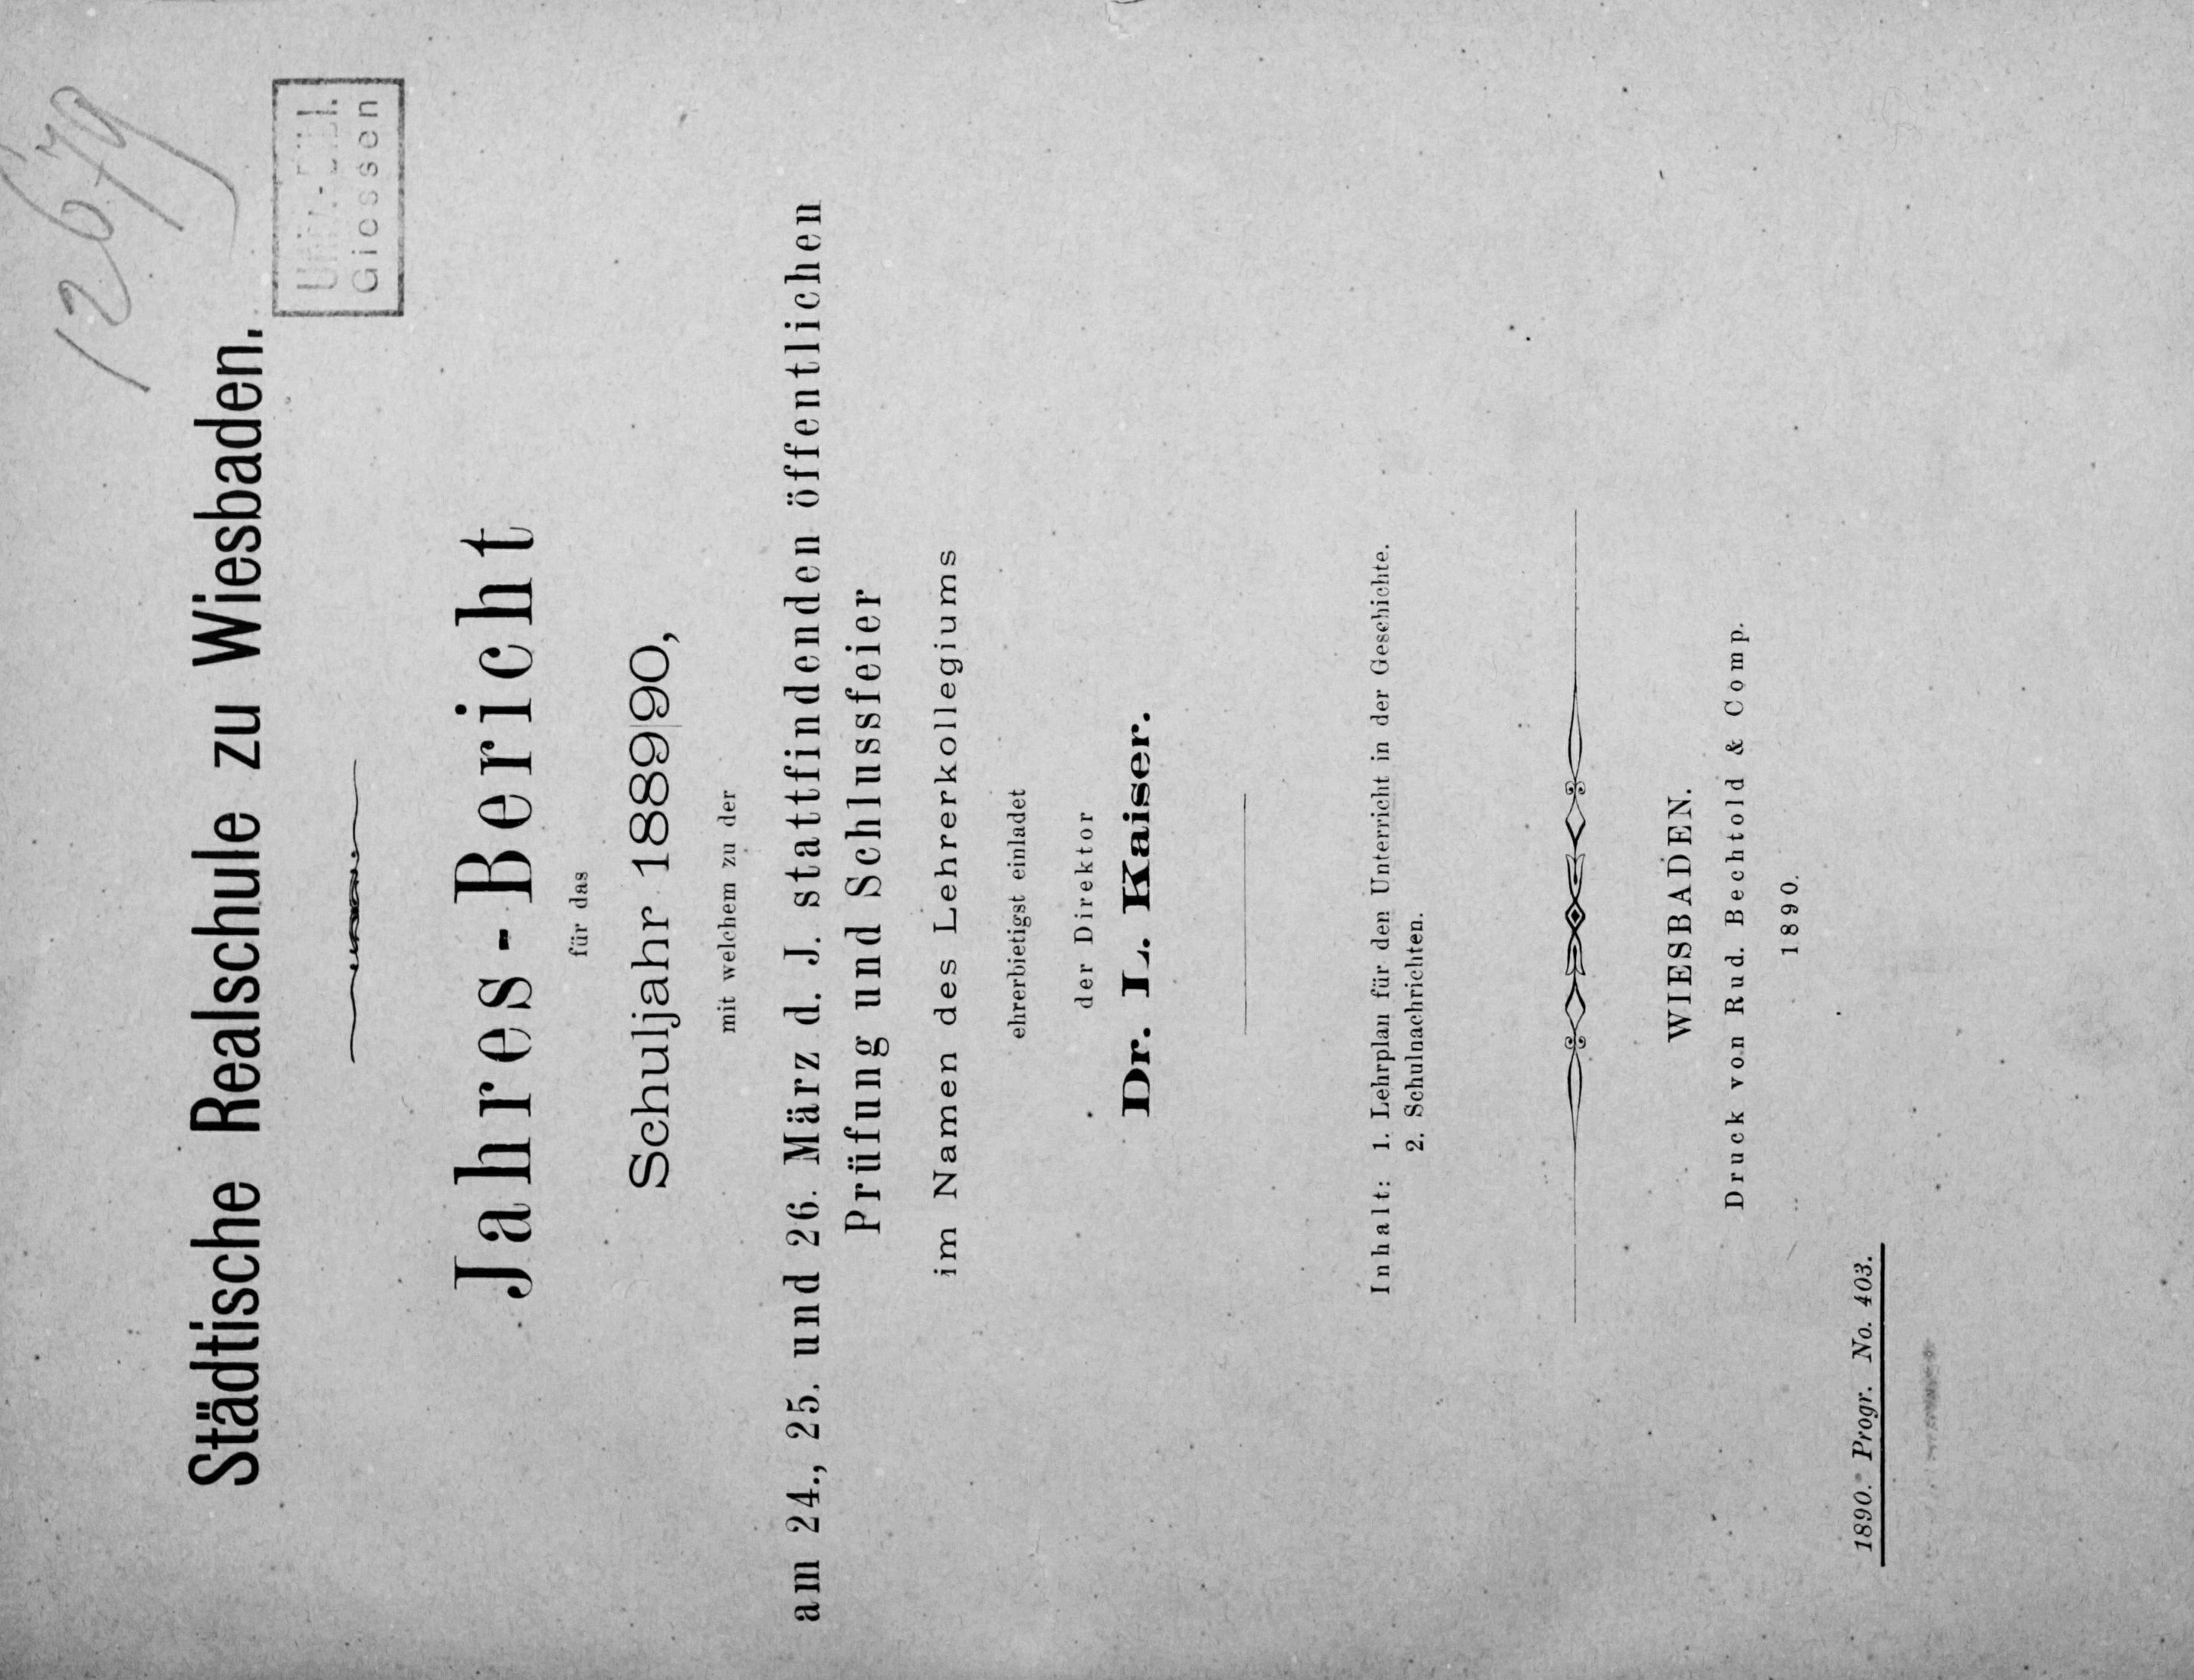 12679
Städtische Realschule zu Wiesbaden.
Univ.-Bibl.
Giessen
Jahres-Bericht
für das
Schuljahr 1889/90,
mit welchem zu der
am 24., 25. und 26. März d. J. stattfindenden öffentlichen
Prüfung und Schlussfeier
im Namen des Lehrerkollegiums
ehrerbietigst einladet
der Direktor
Dr. L. Kaiser.
Inhalt: 1. Lehrplan für den Unterricht in der Geschichte.
2. Schulnachrichten.
WIESBADEN.
Druck von Rud. Bechtold & Comp.
1890.
1890. Progr. No. 403.